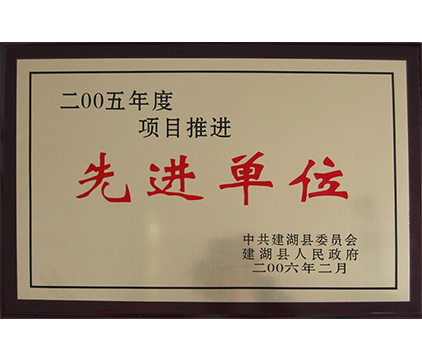 二00五年度
项目推进
先进单位
中共建湖县委员会
建湖县人民政府
二00六年二月